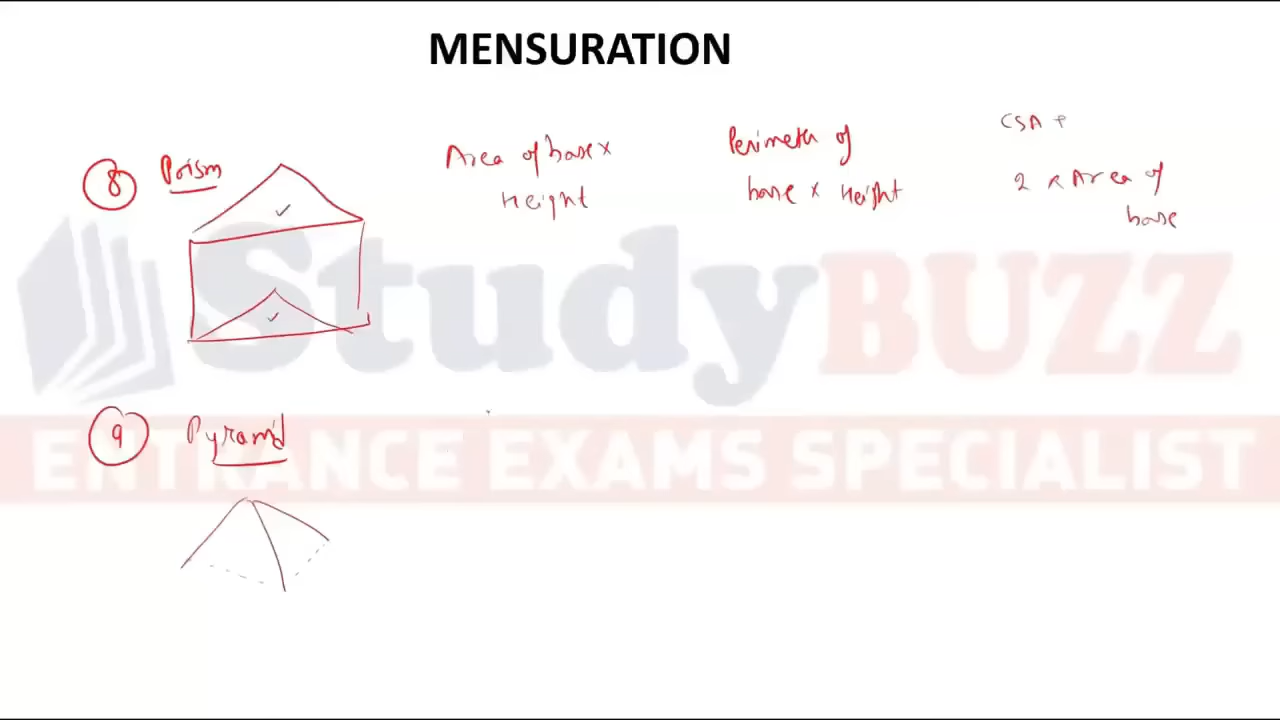 MENSURATION
8 Prism
Area of base ×
Height
Perimeter of
base × Height
CSA +
2 × Area of
base
StudyBUZZ
9 Pyramid
ENTRANCE EXAMS SPECIALIST